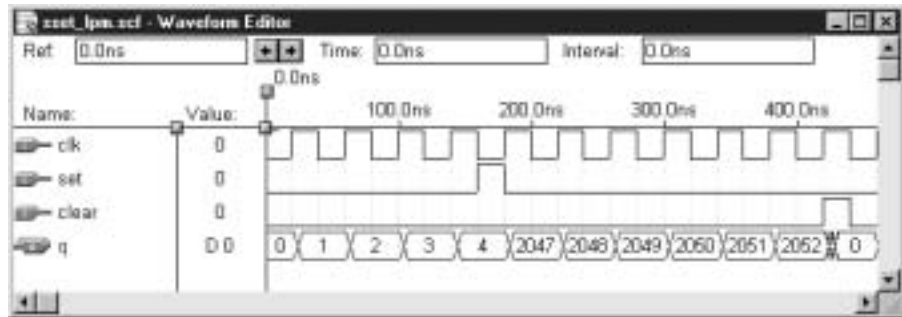 sset_lpm.scf - Waveform Editor
Ref: 0.0ns Time: 0.0ns Interval: 0.0ns
0.0ns
Name: Value: 100.0ns 200.0ns 300.0ns 400.0ns
clk 0
set 0
clear 0
q D 0 0 1 2 3 4 2047 2048 2049 2050 2051 2052 0